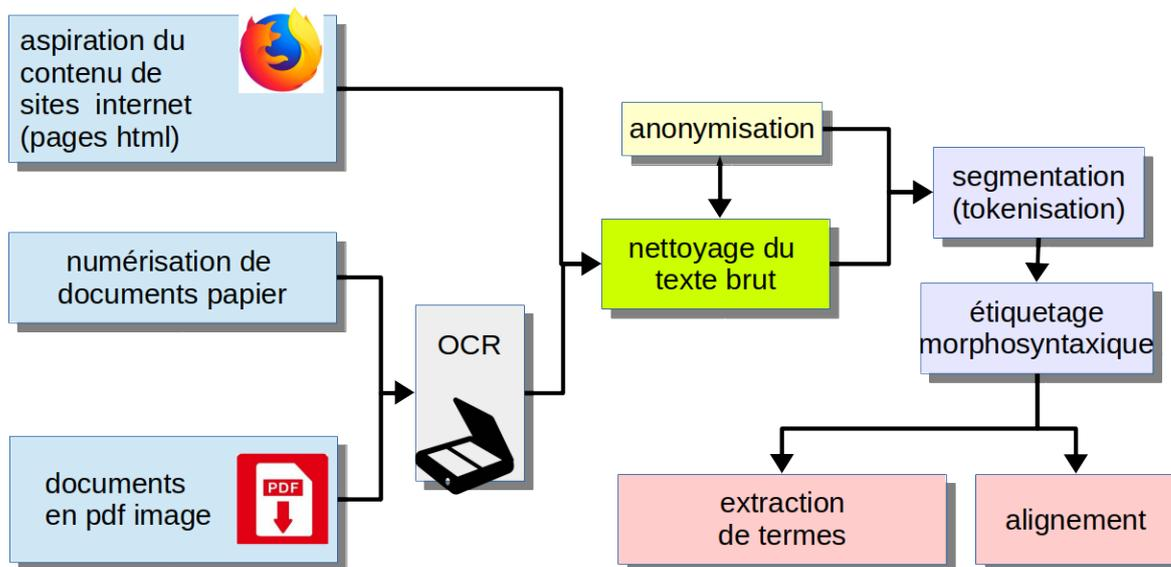 aspiration du
contenu de
sites internet
(pages html)
numérisation de
documents papier
documents
en pdf image
PDF
OCR
anonymisation
nettoyage du
texte brut
segmentation
(tokenisation)
étiquetage
morphosyntaxique
extraction
de termes
alignement